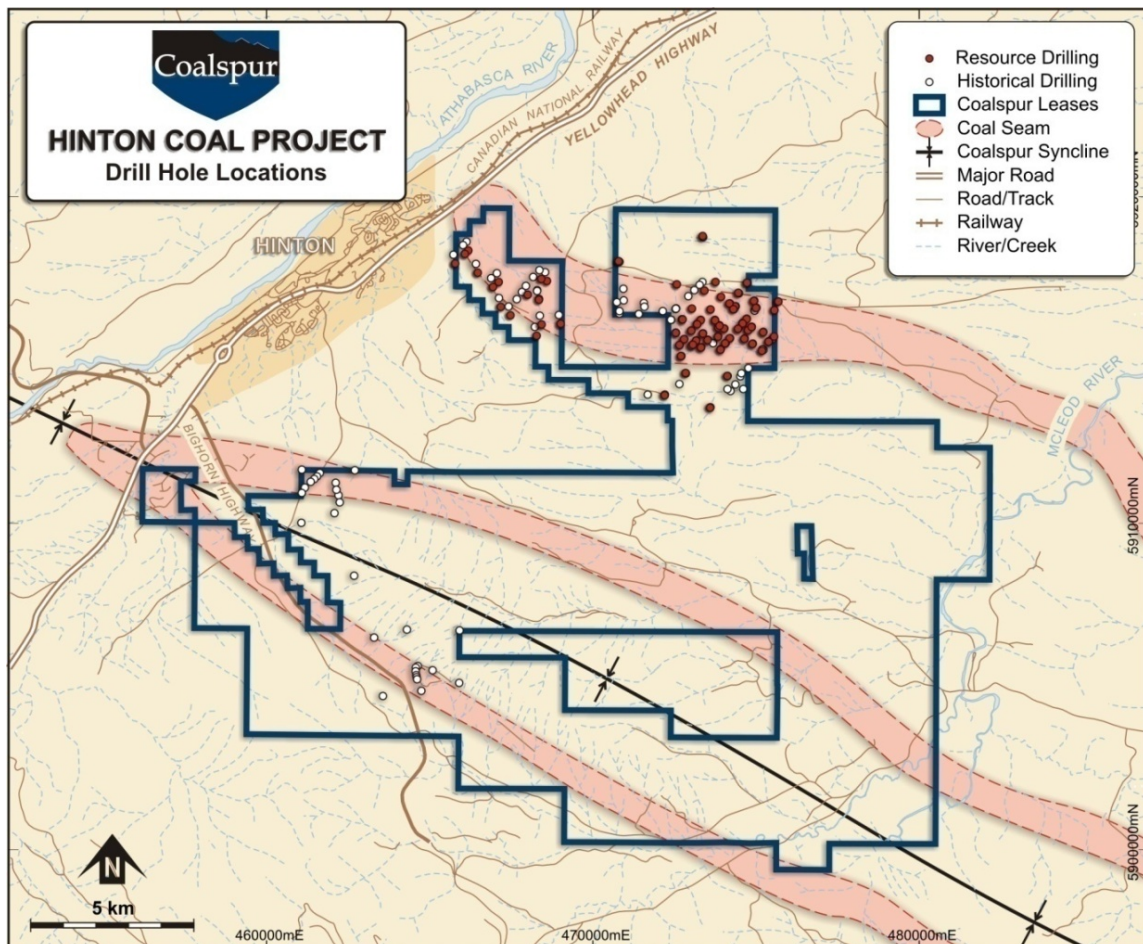 Coalspur
HINTON COAL PROJECT
Drill Hole Locations
Resource Drilling
Historical Drilling
Coalspur Leases
Coal Seam
Coalspur Syncline
Major Road
Road/Track
Railway
River/Creek
ATHABASCA RIVER
CANADIAN NATIONAL RAILWAY
YELLOWHEAD HIGHWAY
HINTON
BIGHORN HIGHWAY
MCLEOD RIVER
5910000mN
5900000mN
N
5 km
460000mE
470000mE
480000mE